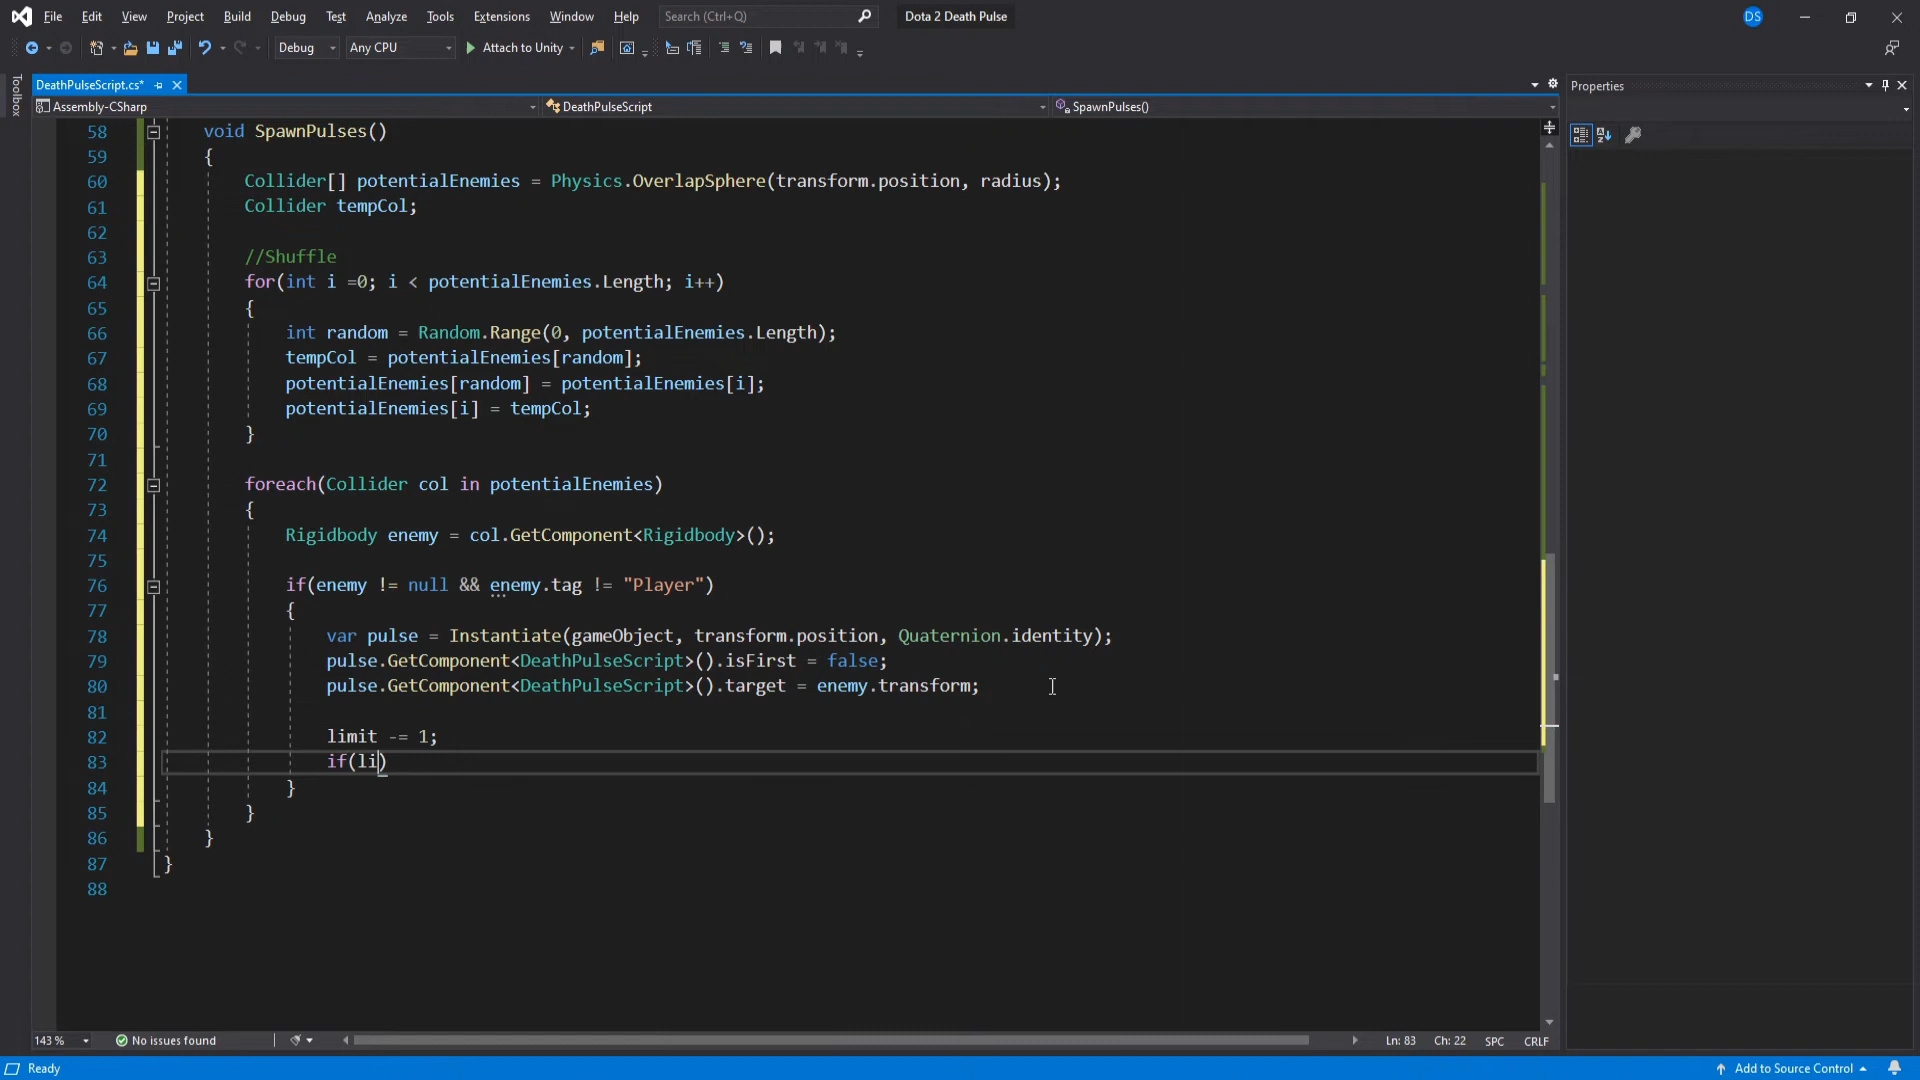 File Edit View Project Build Debug Test Analyze Tools Extensions Window Help Search (Ctrl+Q) Dota 2 Death Pulse DS
Debug Any CPU Attach to Unity
Toolbox
DeathPulseScript.cs* Properties
Assembly-CSharp DeathPulseScript SpawnPulses()
58 void SpawnPulses()
59 {
60 Collider[] potentialEnemies = Physics.OverlapSphere(transform.position, radius);
61 Collider tempCol;
62
63 //Shuffle
64 for(int i =0; i < potentialEnemies.Length; i++)
65 {
66 int random = Random.Range(0, potentialEnemies.Length);
67 tempCol = potentialEnemies[random];
68 potentialEnemies[random] = potentialEnemies[i];
69 potentialEnemies[i] = tempCol;
70 }
71
72 foreach(Collider col in potentialEnemies)
73 {
74 Rigidbody enemy = col.GetComponent<Rigidbody>();
75
76 if(enemy != null && enemy.tag != "Player")
77 {
78 var pulse = Instantiate(gameObject, transform.position, Quaternion.identity);
79 pulse.GetComponent<DeathPulseScript>().isFirst = false;
80 pulse.GetComponent<DeathPulseScript>().target = enemy.transform;
81
82 limit -= 1;
83 if(li)
84 }
85 }
86 }
87 }
88
143 % No issues found Ln: 83 Ch: 22 SPC CRLF
Ready Add to Source Control